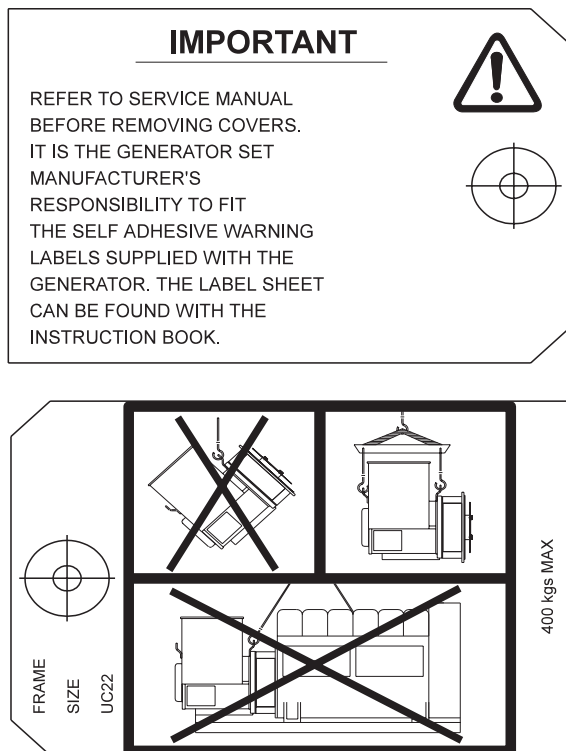 IMPORTANT
REFER TO SERVICE MANUAL
BEFORE REMOVING COVERS.
IT IS THE GENERATOR SET
MANUFACTURER'S
RESPONSIBILITY TO FIT
THE SELF ADHESIVE WARNING
LABELS SUPPLIED WITH THE
GENERATOR. THE LABEL SHEET
CAN BE FOUND WITH THE
INSTRUCTION BOOK.
FRAME
SIZE
UC22
400 kgs MAX